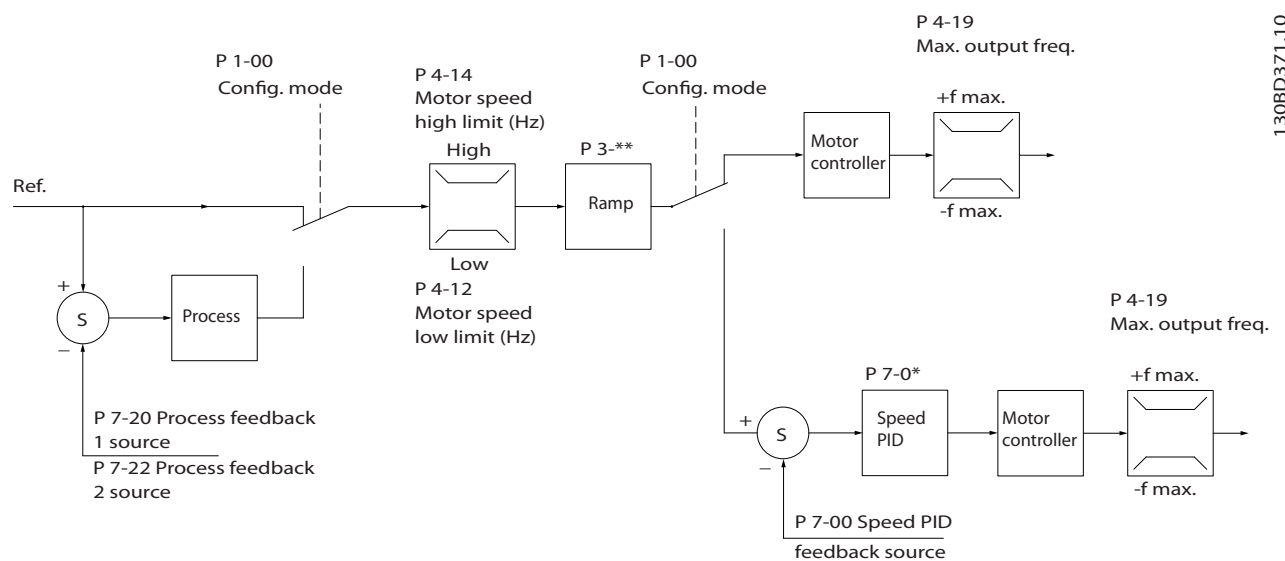 P 4-19
Max. output freq.
130BD371.10
P 1-00
Config. mode
P 4-14
Motor speed
high limit (Hz)
P 1-00
Config. mode
+f max.
High
P 3-**
Motor
controller
Ref.
Ramp
-f max.
Low
+
P 4-12
Motor speed
low limit (Hz)
S
Process
–
P 4-19
Max. output freq.
P 7-20 Process feedback
1 source
P 7-22 Process feedback
2 source
P 7-0*
+f max.
+
S
Speed
PID
Motor
controller
–
-f max.
P 7-00 Speed PID
feedback source